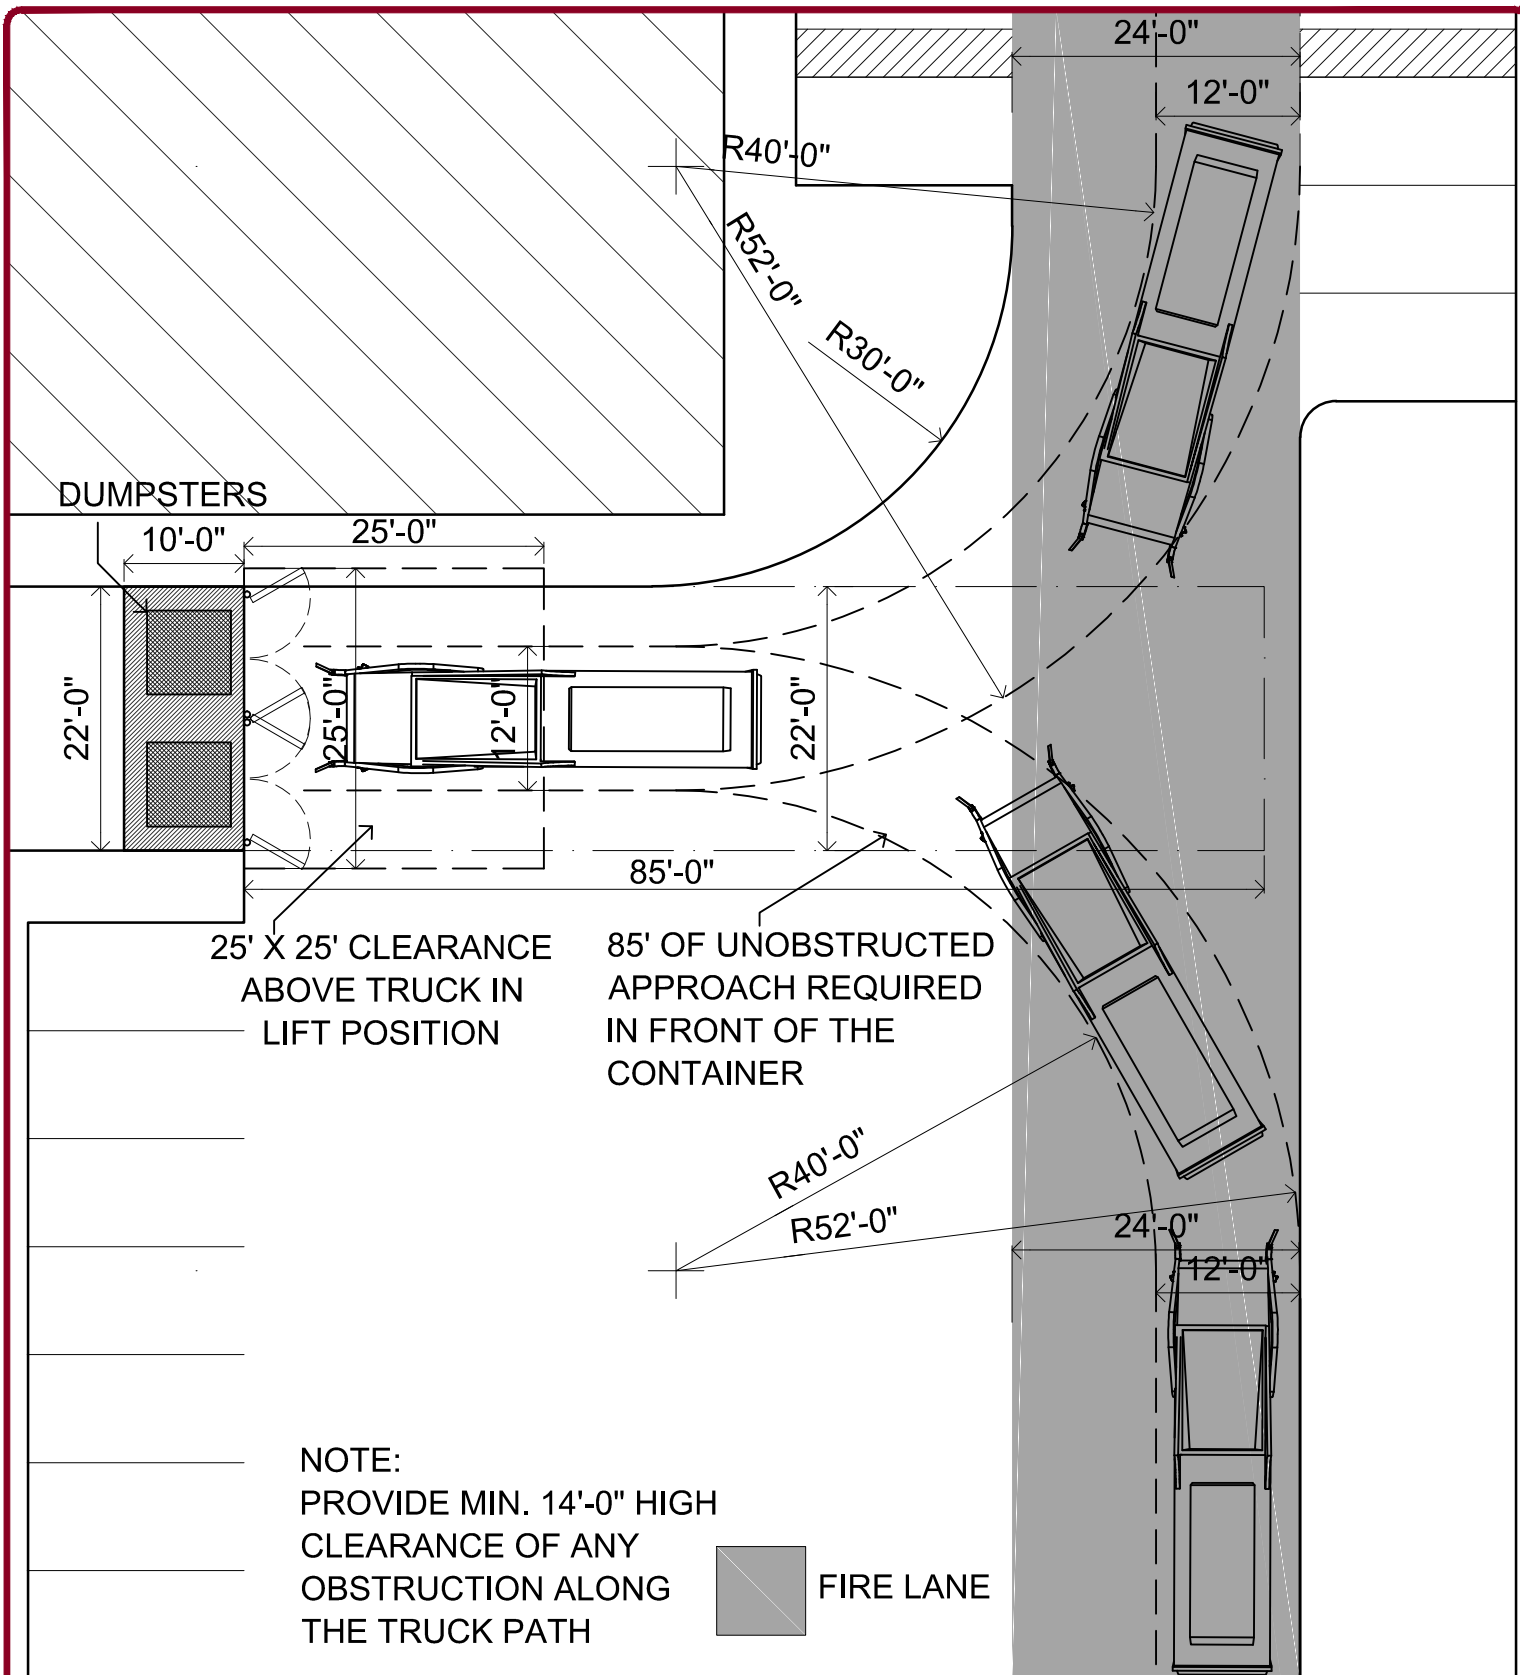 24'-0"
12'-0"
R40'-0"
R52'-0"
R30'-0"
DUMPSTERS
10'-0"
25'-0"
22'-0"
25'-0"
12'-0"
22'-0"
85'-0"
25' X 25' CLEARANCE
ABOVE TRUCK IN
LIFT POSITION
85' OF UNOBSTRUCTED
APPROACH REQUIRED
IN FRONT OF THE
CONTAINER
R40'-0"
R52'-0"
24'-0"
12'-0"
NOTE:
PROVIDE MIN. 14'-0" HIGH
CLEARANCE OF ANY
OBSTRUCTION ALONG
THE TRUCK PATH
FIRE LANE